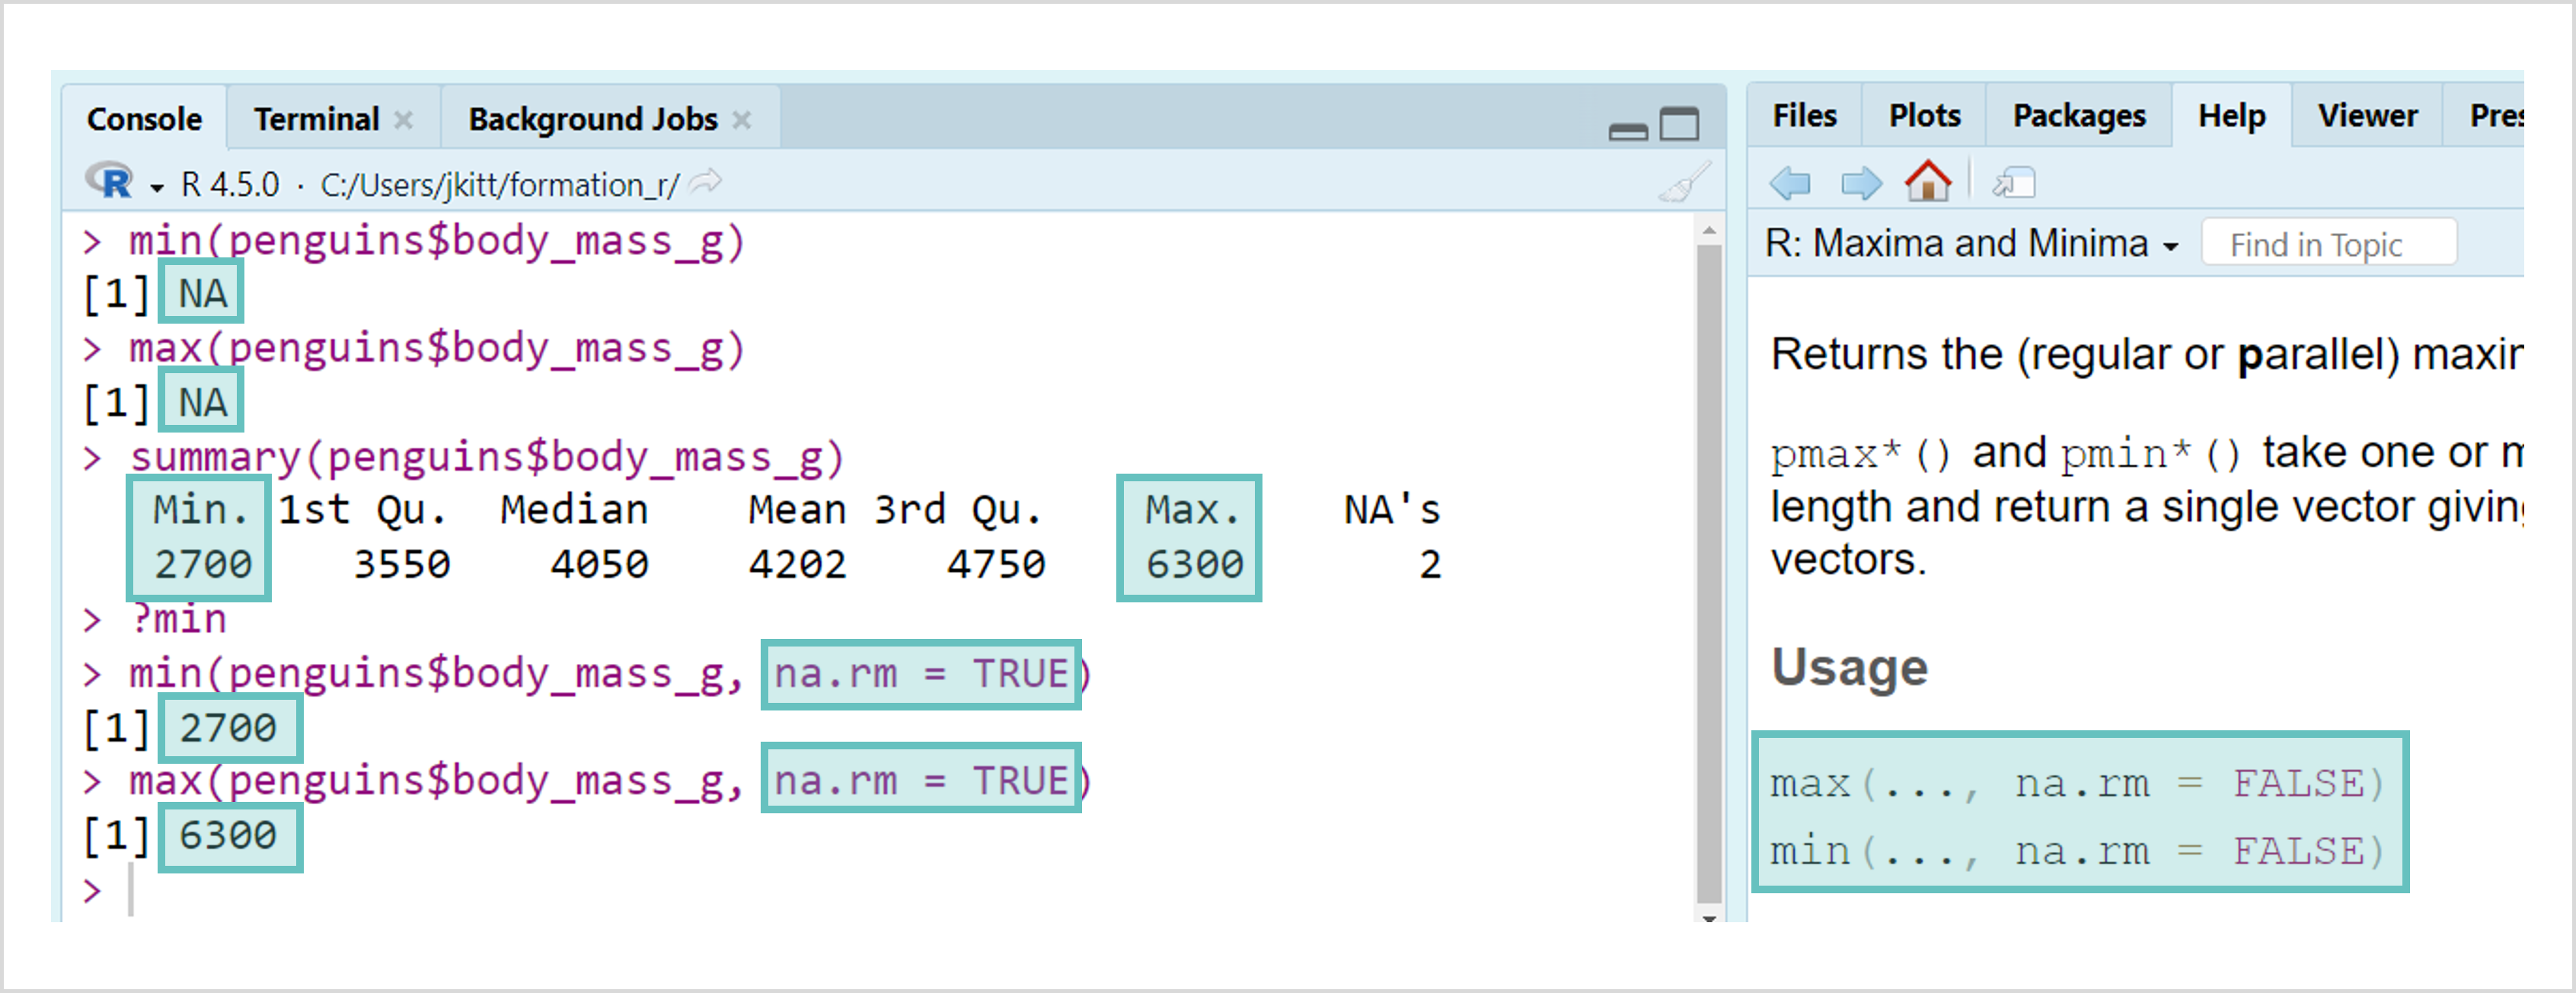 Console Terminal Background Jobs
R 4.5.0 · C:/Users/jkitt/formation_r/
> min(penguins$body_mass_g)
[1] NA
> max(penguins$body_mass_g)
[1] NA
> summary(penguins$body_mass_g)
Min. 1st Qu. Median Mean 3rd Qu. Max. NA's
2700 3550 4050 4202 4750 6300 2
> ?min
> min(penguins$body_mass_g, na.rm = TRUE)
[1] 2700
> max(penguins$body_mass_g, na.rm = TRUE)
[1] 6300
>
Files Plots Packages Help Viewer
R: Maxima and Minima Find in Topic
Returns the (regular or parallel)
pmax*() and pmin*() take one or
length and return a single vector
vectors.
Usage
max(..., na.rm = FALSE)
min(..., na.rm = FALSE)